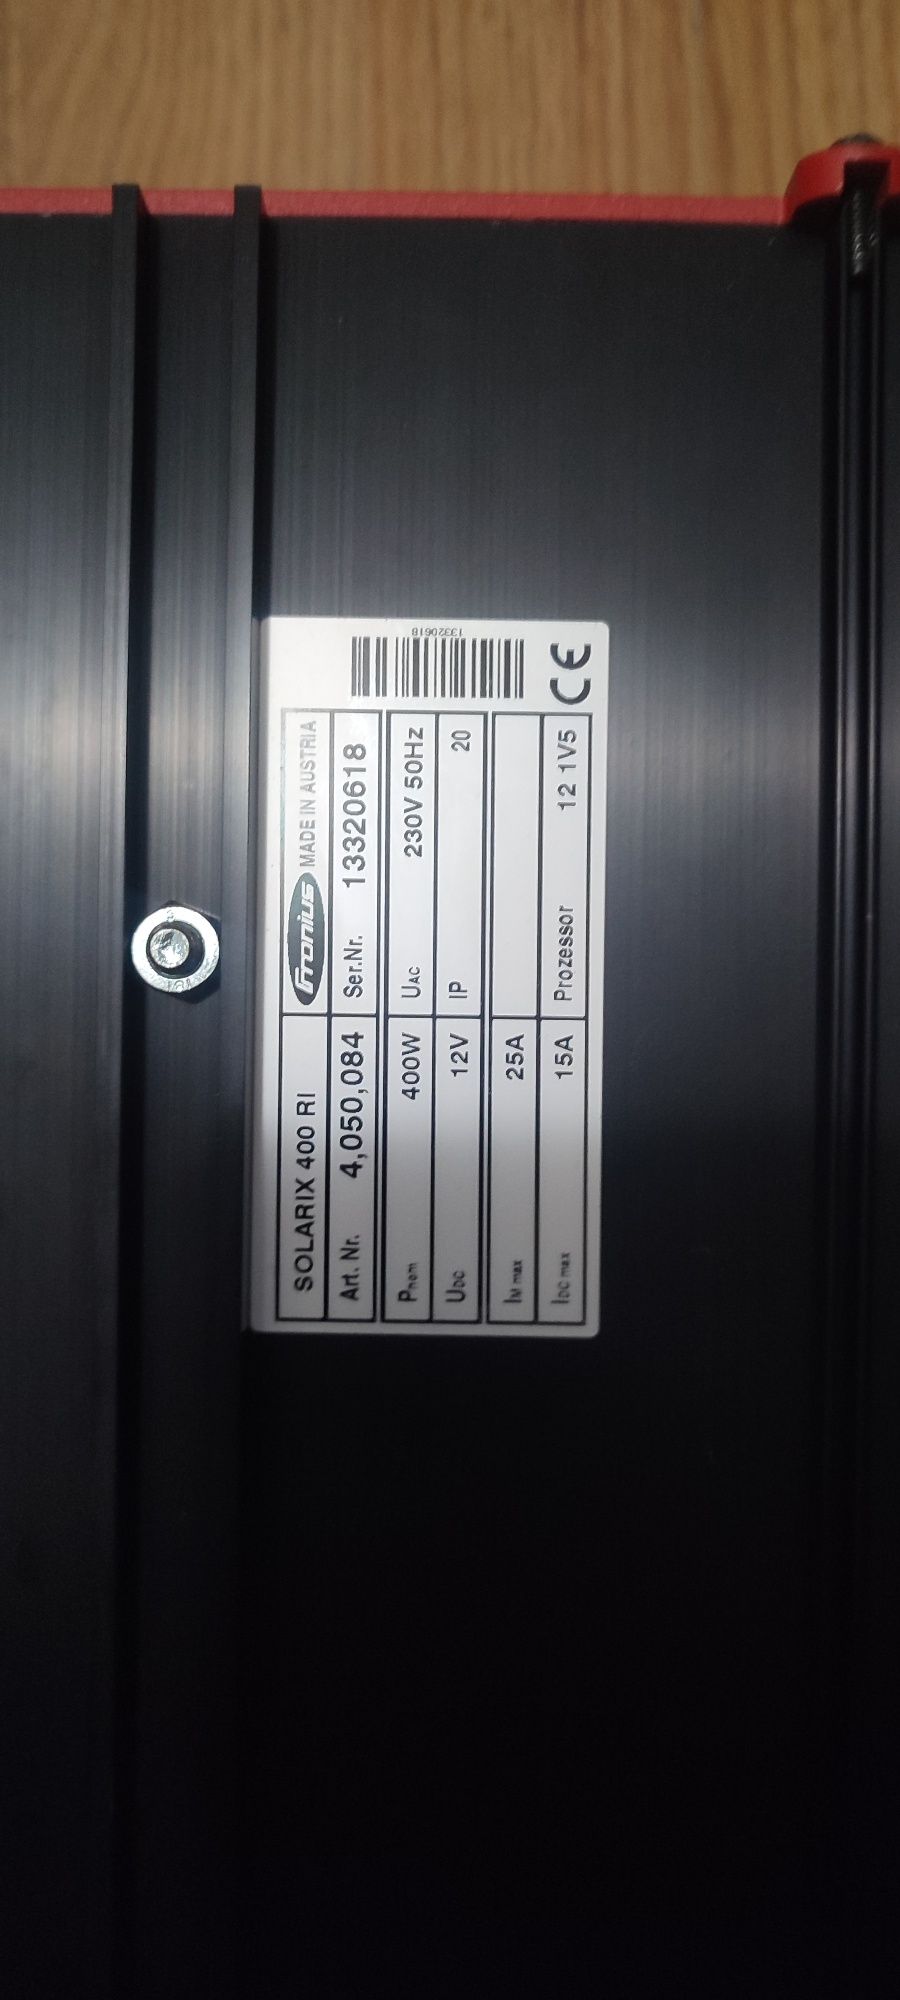 SOLARIX 400 RI Fronius MADE IN AUSTRIA
Art. Nr. 4,050,084 Ser.Nr. 13320618
Pnom 400W UAC 230V 50Hz
UDC 12V IP 20
IM max 25A
IDC max 15A Prozessor 12 1V5
13320618
CE